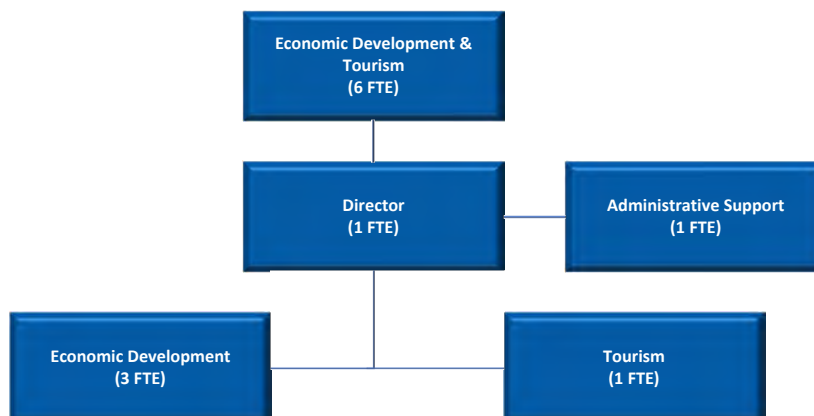 Economic Development &
Tourism
(6 FTE)
Director
(1 FTE)
Administrative Support
(1 FTE)
Economic Development
(3 FTE)
Tourism
(1 FTE)